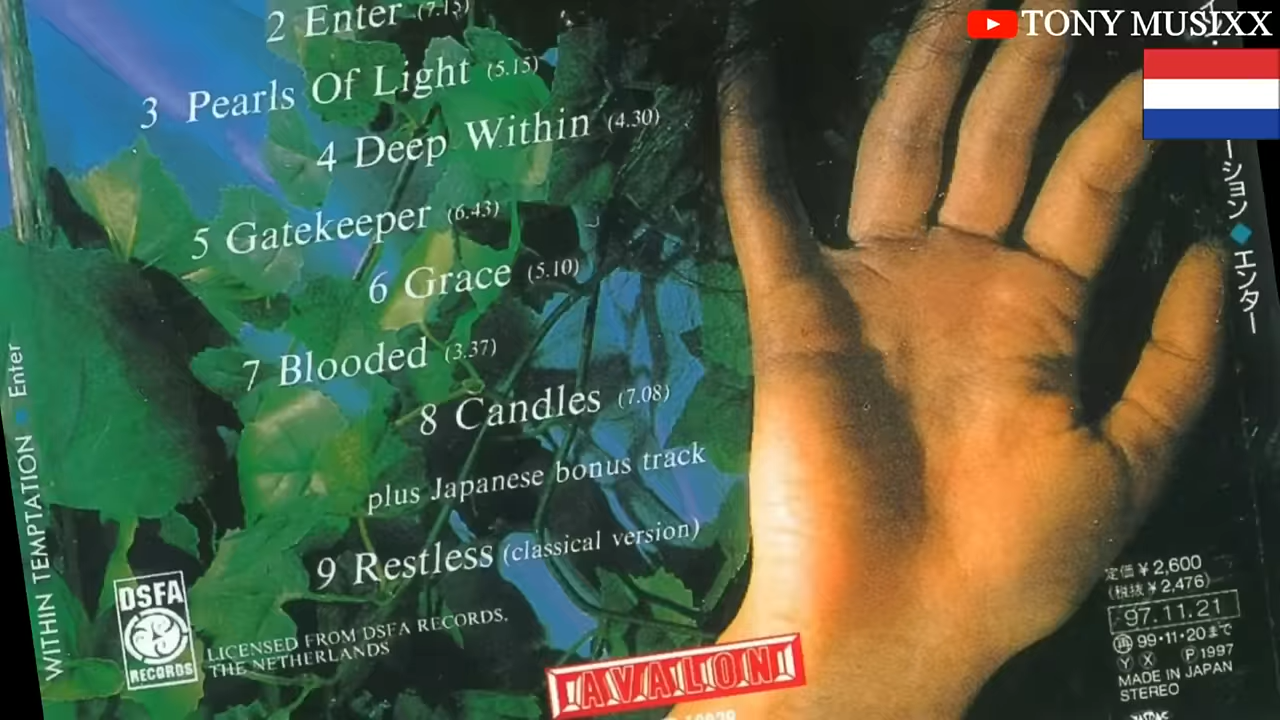 TONY MUSIXX
2 Enter (7.15)
3 Pearls Of Light (5.15)
4 Deep Within (4.30)
5 Gatekeeper (6.43)
6 Grace (5.10)
7 Blooded (3.37)
8 Candles (7.08)
plus Japanese bonus track
9 Restless (classical version)
DSFA
RECORDS
LICENSED FROM DSFA RECORDS.
THE NETHERLANDS
AVALON
WITHIN TEMPTATION Enter
ーション◆エンター
定価¥2,600
(税抜¥2,476)
97.11.21
再 99・11・20まで
Y X P1997
MADE IN JAPAN
STEREO